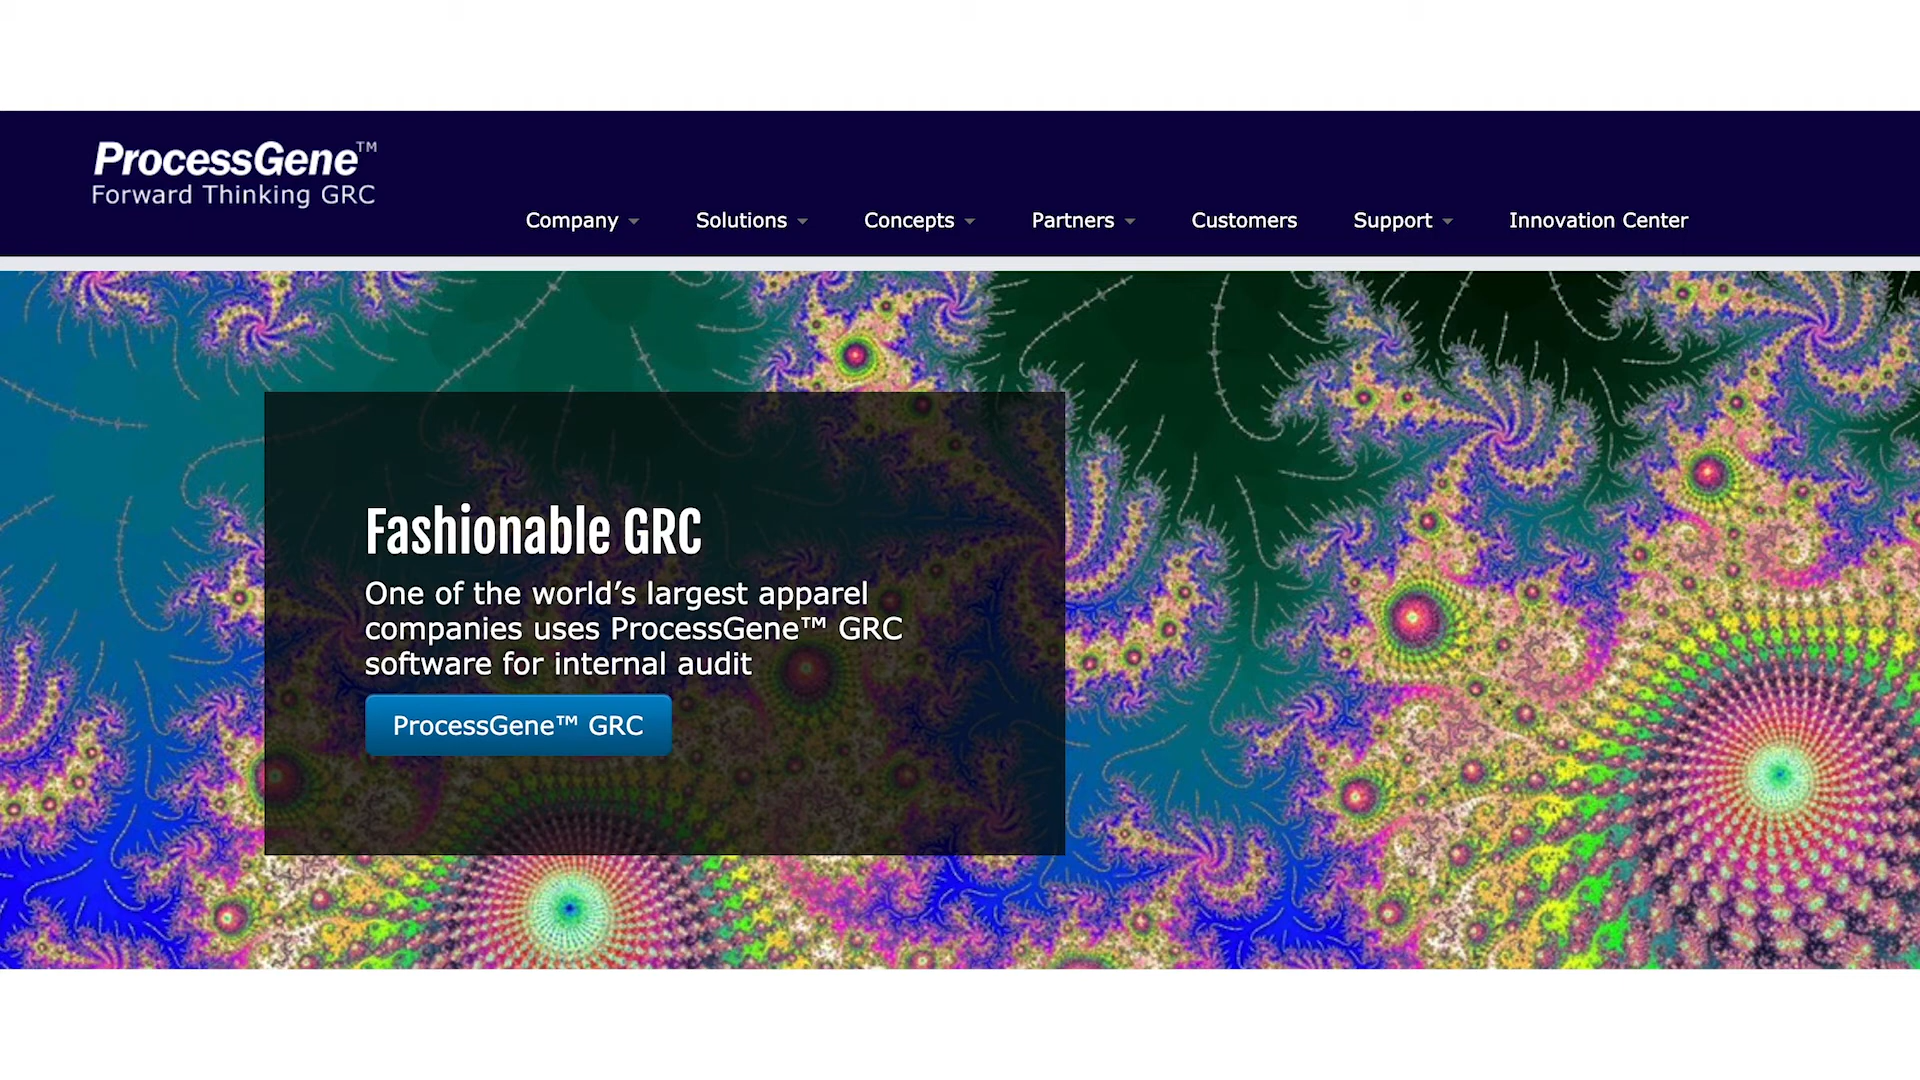 ProcessGene™
Forward Thinking GRC
Company
Solutions
Concepts
Partners
Customers
Support
Innovation Center
Fashionable GRC
One of the world’s largest apparel
companies uses ProcessGene™ GRC
software for internal audit
ProcessGene™ GRC